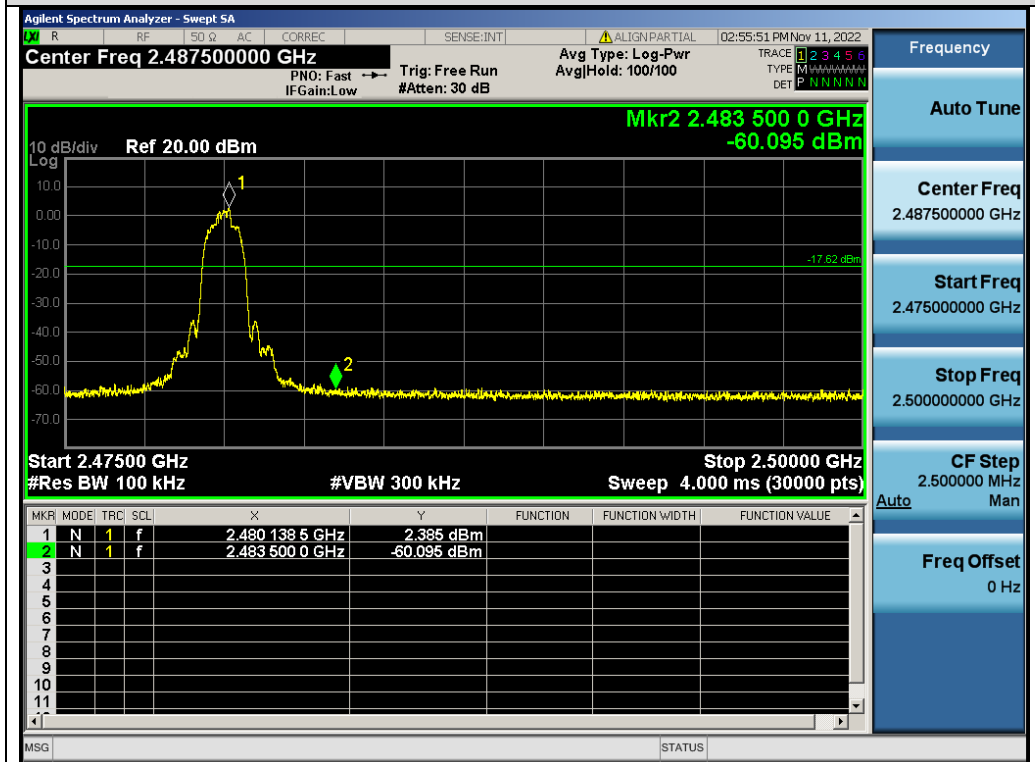 Agilent Spectrum Analyzer - Swept SA
LXI R RF 50 Ω AC CORREC SENSE:INT ALIGN PARTIAL 02:55:51 PM Nov 11, 2022
Center Freq 2.487500000 GHz
PNO: Fast
IFGain:Low
Trig: Free Run
#Atten: 30 dB
Avg Type: Log-Pwr
Avg|Hold: 100/100
TRACE 1 2 3 4 5 6
TYPE M WWWWW
DET P N N N N N
Mkr2 2.483 500 0 GHz
-60.095 dBm
10 dB/div Ref 20.00 dBm
Log
10.0
0.00
-10.0
-20.0
-30.0
-40.0
-50.0
-60.0
-70.0
1
-17.62 dBm
2
Start 2.47500 GHz Stop 2.50000 GHz
#Res BW 100 kHz #VBW 300 kHz Sweep 4.000 ms (30000 pts)
MKR MODE TRC SCL X Y FUNCTION FUNCTION WIDTH FUNCTION VALUE
1 N 1 f 2.480 138 5 GHz 2.385 dBm
2 N 1 f 2.483 500 0 GHz -60.095 dBm
3
4
5
6
7
8
9
10
11
MSG STATUS
Frequency
Auto Tune
Center Freq
2.487500000 GHz
Start Freq
2.475000000 GHz
Stop Freq
2.500000000 GHz
CF Step
2.500000 MHz
Auto Man
Freq Offset
0 Hz